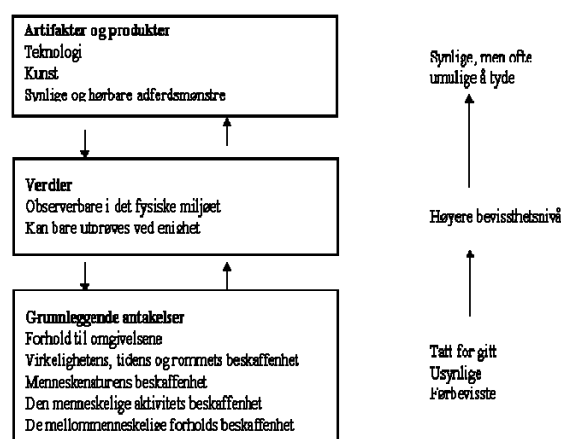 Artifakter og produkter
Teknologi
Kunst
Synlige og hørbare adferdsmønstre
Synlige, men ofte
umulige å tyde
Verdier
Observerbare i det fysiske miljøet
Kan bare utprøves ved enighet
Høyere bevissthetsnivå
Grunnleggende antakelser
Forhold til omgivelsene
Virkelighetens, tidens og rommets beskaffenhet
Menneskenaturens beskaffenhet
Den menneskelige aktivitets beskaffenhet
De mellommenneskelige forholds beskaffenhet
Tatt for gitt
Usynlige
Førbevisste